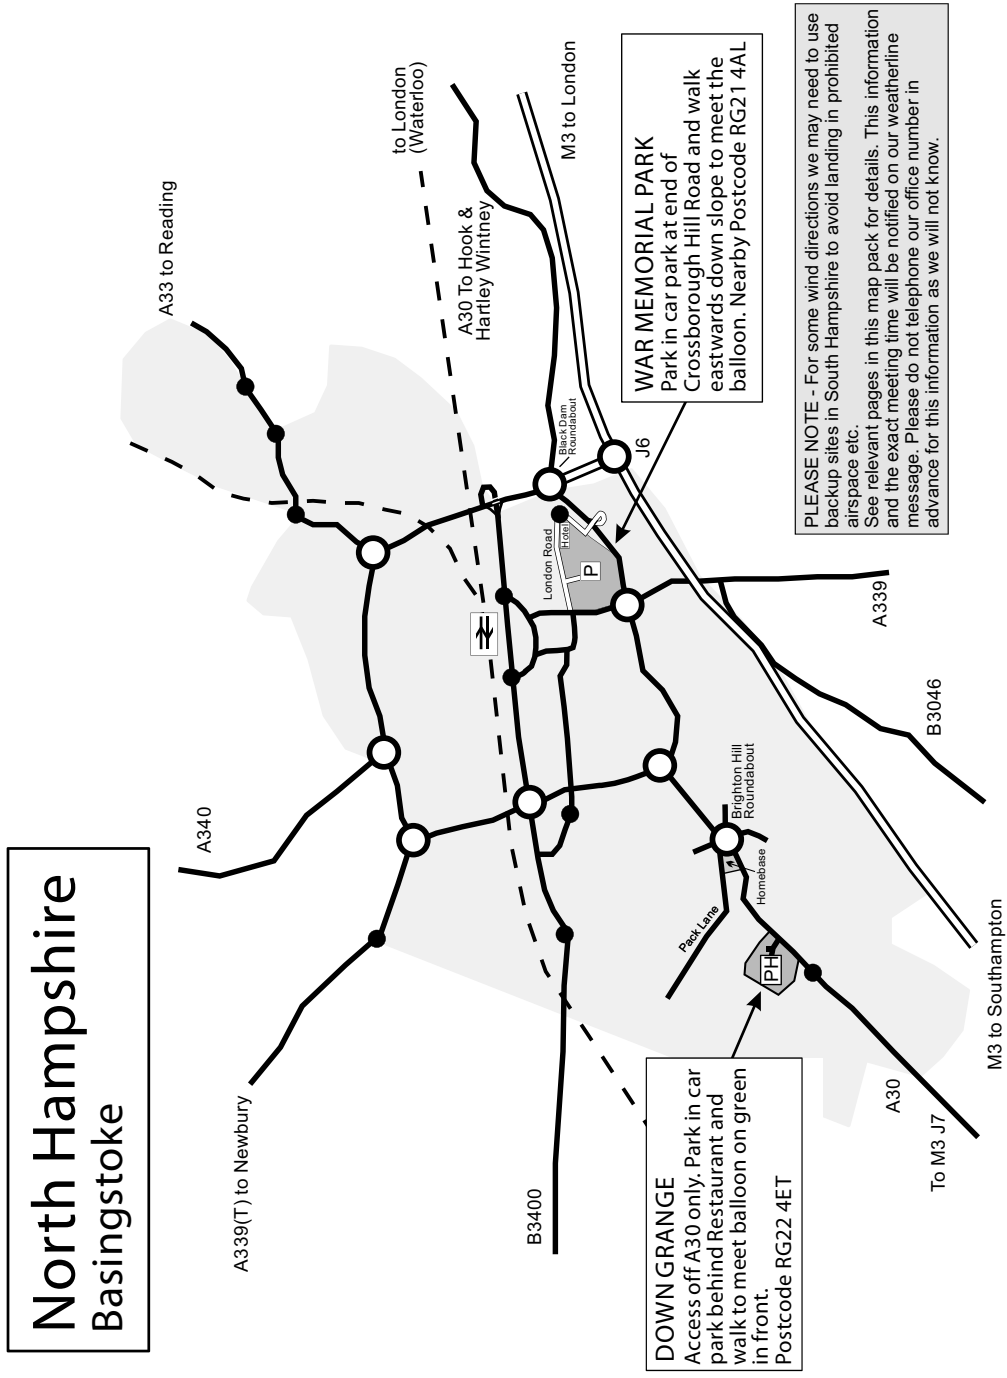 North Hampshire
Basingstoke
A339(T) to Newbury
A340
A33 to Reading
to London
(Waterloo)
A30 To Hook &
Hartley Wintney
M3 to London
B3400
London Road
Hotel
P
Black Dam
Roundabout
J6
WAR MEMORIAL PARK
Park in car park at end of
Crossborough Hill Road and walk
eastwards down slope to meet the
balloon. Nearby Postcode RG21 4AL
Pack Lane
Homebase
Brighton Hill
Roundabout
PH
DOWN GRANGE
Access off A30 only. Park in car
park behind Restaurant and
walk to meet balloon on green
in front.
Postcode RG22 4ET
A30
To M3 J7
M3 to Southampton
B3046
A339
PLEASE NOTE - For some wind directions we may need to use
backup sites in South Hampshire to avoid landing in prohibited
airspace etc.
See relevant pages in this map pack for details. This information
and the exact meeting time will be notified on our weatherline
message. Please do not telephone our office number in
advance for this information as we will not know.